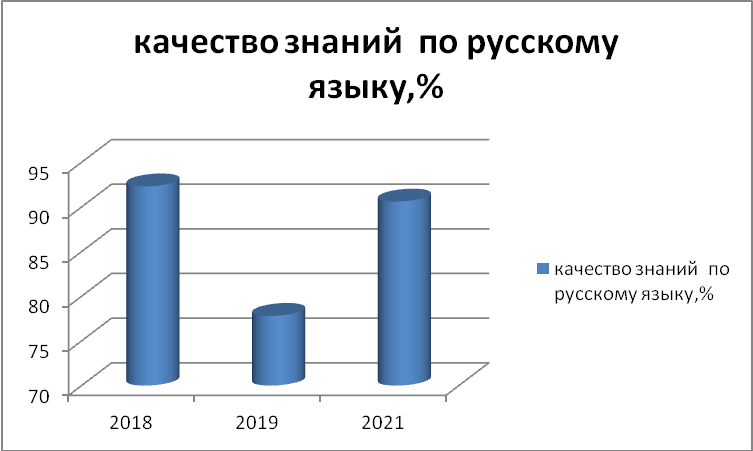 качество знаний по русскому
языку,%
95
90
85
80
75
70
2018
2019
2021
качество знаний по
русскому языку,%